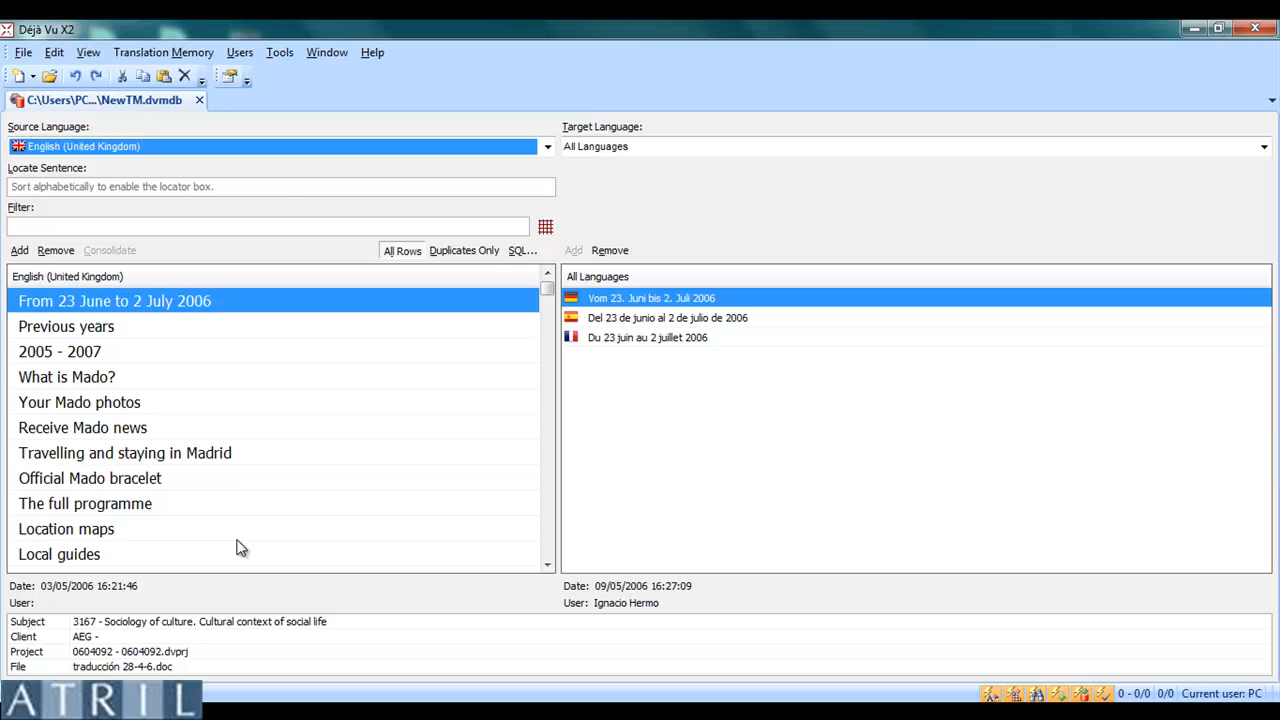 Déjà Vu X2
File Edit View Translation Memory Users Tools Window Help
C:\Users\PC...\NewTM.dvmdb
Source Language:
Target Language:
English (United Kingdom)
All Languages
Locate Sentence:
Sort alphabetically to enable the locator box.
Filter:
Add Remove Consolidate All Rows Duplicates Only SQL... Add Remove
English (United Kingdom)
From 23 June to 2 July 2006
Previous years
2005 - 2007
What is Mado?
Your Mado photos
Receive Mado news
Travelling and staying in Madrid
Official Mado bracelet
The full programme
Location maps
Local guides
All Languages
Vom 23. Juni bis 2. Juli 2006
Del 23 de junio al 2 de julio de 2006
Du 23 juin au 2 juillet 2006
Date: 03/05/2006 16:21:46
User:
Date: 09/05/2006 16:27:09
User: Ignacio Hermo
Subject 3167 - Sociology of culture. Cultural context of social life
Client AEG -
Project 0604092 - 0604092.dvprj
File traducción 28-4-6.doc
ATRIL
0 - 0/0 0/0 Current user: PC